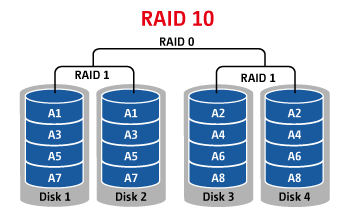 RAID 10
RAID 0
RAID 1 RAID 1
A1 A1 A2 A2
A3 A3 A4 A4
A5 A5 A6 A6
A7 A7 A8 A8
Disk 1 Disk 2 Disk 3 Disk 4